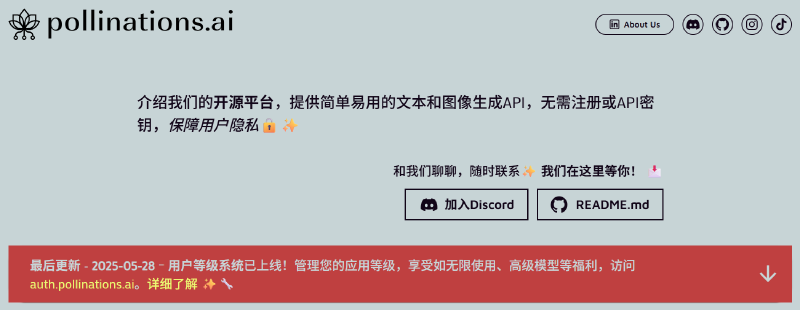 pollinations.ai
About Us
介绍我们的开源平台，提供简单易用的文本和图像生成API，无需注册或API密
钥，保障用户隐私🔒 ✨
和我们聊聊，随时联系✨ 我们在这里等你！ 💌
加入Discord
README.md
最后更新 - 2025-05-28 – 用户等级系统已上线！管理您的应用等级，享受如无限使用、高级模型等福利，访问
auth.pollinations.ai。详细了解 ✨ 🔧